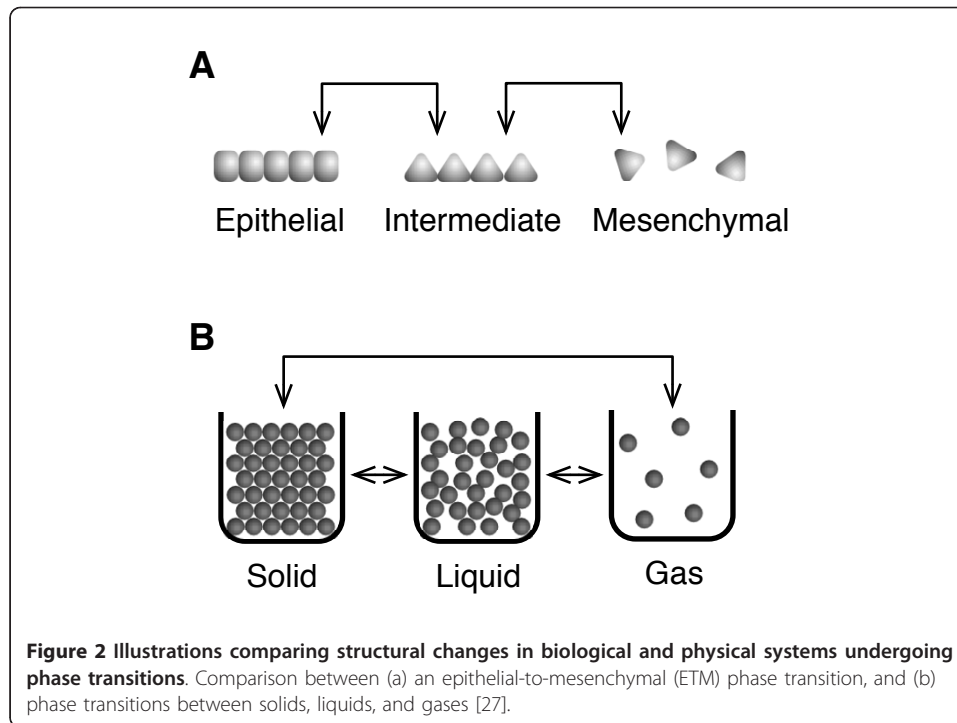 A
Epithelial Intermediate Mesenchymal
B
Solid Liquid Gas
Figure 2 Illustrations comparing structural changes in biological and physical systems undergoing
phase transitions. Comparison between (a) an epithelial-to-mesenchymal (ETM) phase transition, and (b)
phase transitions between solids, liquids, and gases [27].